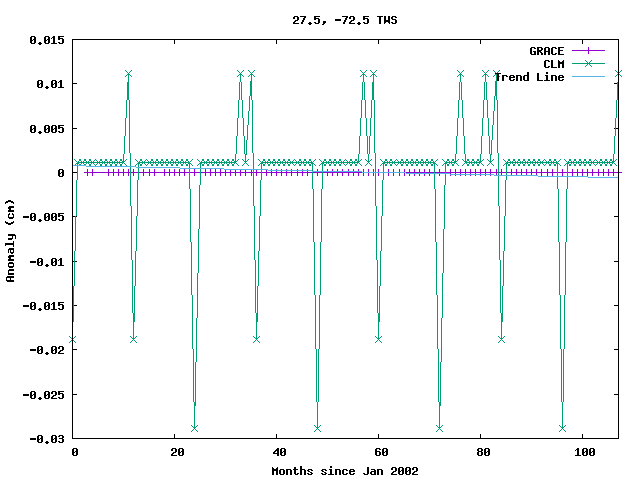 27.5, -72.5 TWS
GRACE
CLM
Trend Line
0.015
0.01
0.005
0
-0.005
-0.01
-0.015
-0.02
-0.025
-0.03
Anomaly (cm)
0 20 40 60 80 100
Months since Jan 2002